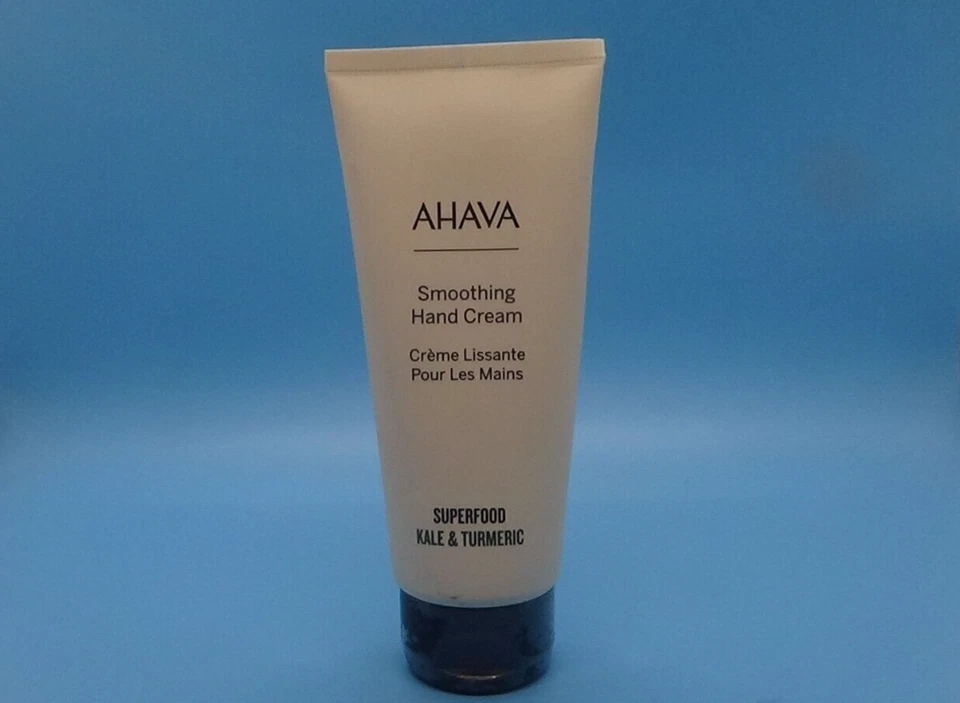 AHAVA
Smoothing
Hand Cream
Crème Lissante
Pour Les Mains
SUPERFOOD
KALE & TURMERIC